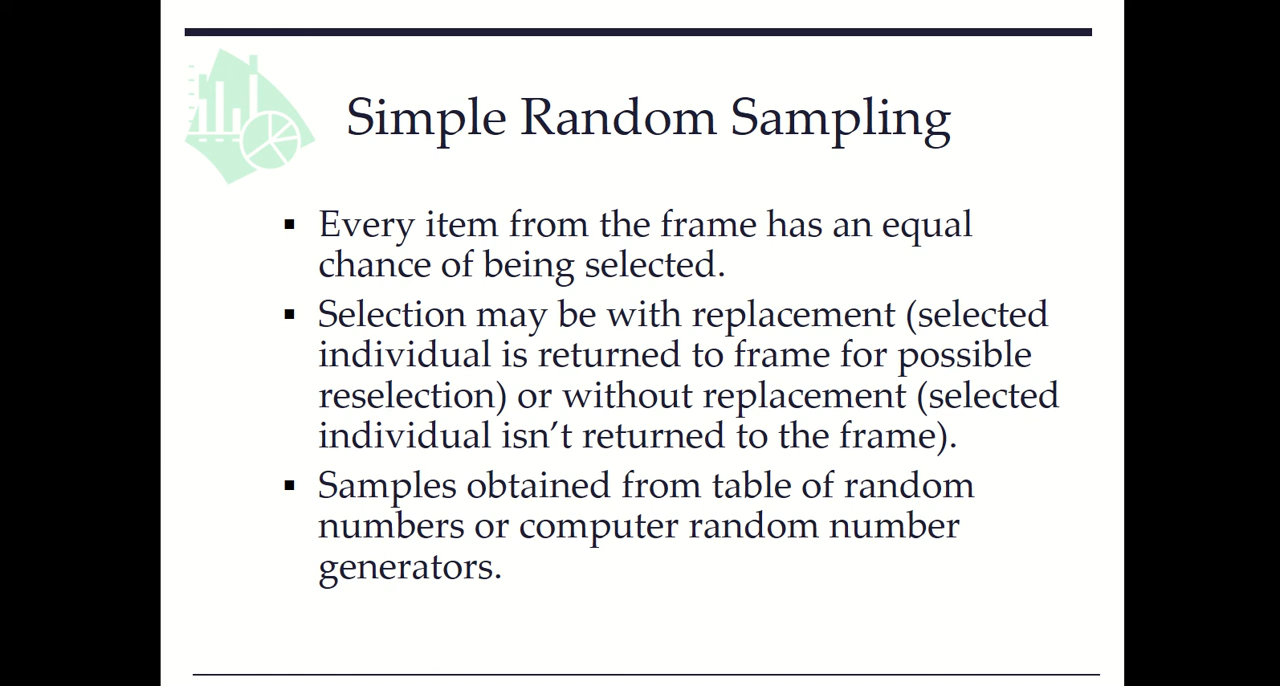 Simple Random Sampling
▪ Every item from the frame has an equal
chance of being selected.
▪ Selection may be with replacement (selected
individual is returned to frame for possible
reselection) or without replacement (selected
individual isn’t returned to the frame).
▪ Samples obtained from table of random
numbers or computer random number
generators.